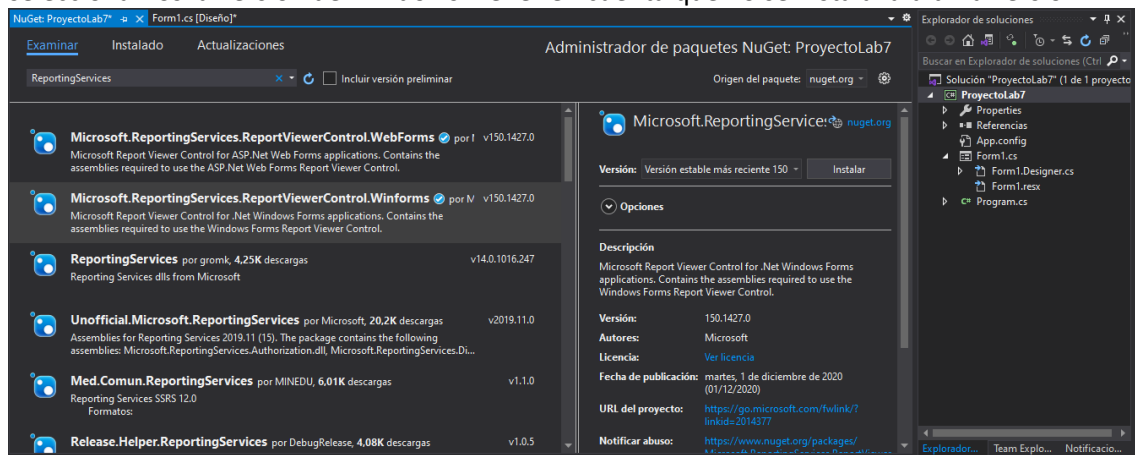 NuGet: ProyectoLab7* Form1.cs [Diseño]*
Examinar Instalado Actualizaciones
Administrador de paquetes NuGet: ProyectoLab7
ReportingServices
Incluir versión preliminar
Origen del paquete: nuget.org
Microsoft.ReportingServices.ReportViewerControl.WebForms por v150.1427.0
Microsoft Report Viewer Control for ASP.Net Web Forms applications. Contains the
assemblies required to use the ASP.Net Web Forms Report Viewer Control.
Microsoft.ReportingServices.ReportViewerControl.Winforms por v150.1427.0
Microsoft Report Viewer Control for .Net Windows Forms applications. Contains the
assemblies required to use the Windows Forms Report Viewer Control.
ReportingServices por gromk, 4,25K descargas v14.0.1016.247
Reporting Services dlls from Microsoft
Unofficial.Microsoft.ReportingServices por Microsoft, 20,2K descargas v2019.11.0
Assemblies for Reporting Services 2019.11 (15). The package contains the following
assemblies: Microsoft.ReportingServices.Authorization.dll, Microsoft.ReportingServices.Di...
Med.Comun.ReportingServices por MINEDU, 6,01K descargas v1.1.0
Reporting Services SSRS 12.0
Formatos:
Release.Helper.ReportingServices por DebugRelease, 4,08K descargas v1.0.5
Microsoft.ReportingServices nuget.org
Versión: Versión estable más reciente 150 Instalar
Opciones
Descripción
Microsoft Report Viewer Control for .Net Windows Forms
applications. Contains the assemblies required to use the
Windows Forms Report Viewer Control.
Versión: 150.1427.0
Autores: Microsoft
Licencia: Ver licencia
Fecha de publicación: martes, 1 de diciembre de 2020
(01/12/2020)
URL del proyecto: https://go.microsoft.com/fwlink/?
linkid=2014377
Notificar abuso: https://www.nuget.org/packages/
Explorador de soluciones
Buscar en Explorador de soluciones (Ctrl
Solución "ProyectoLab7" (1 de 1 proyecto
C# ProyectoLab7
Properties
Referencias
App.config
Form1.cs
Form1.Designer.cs
Form1.resx
C# Program.cs
Explorador... Team Explo... Notificacio...